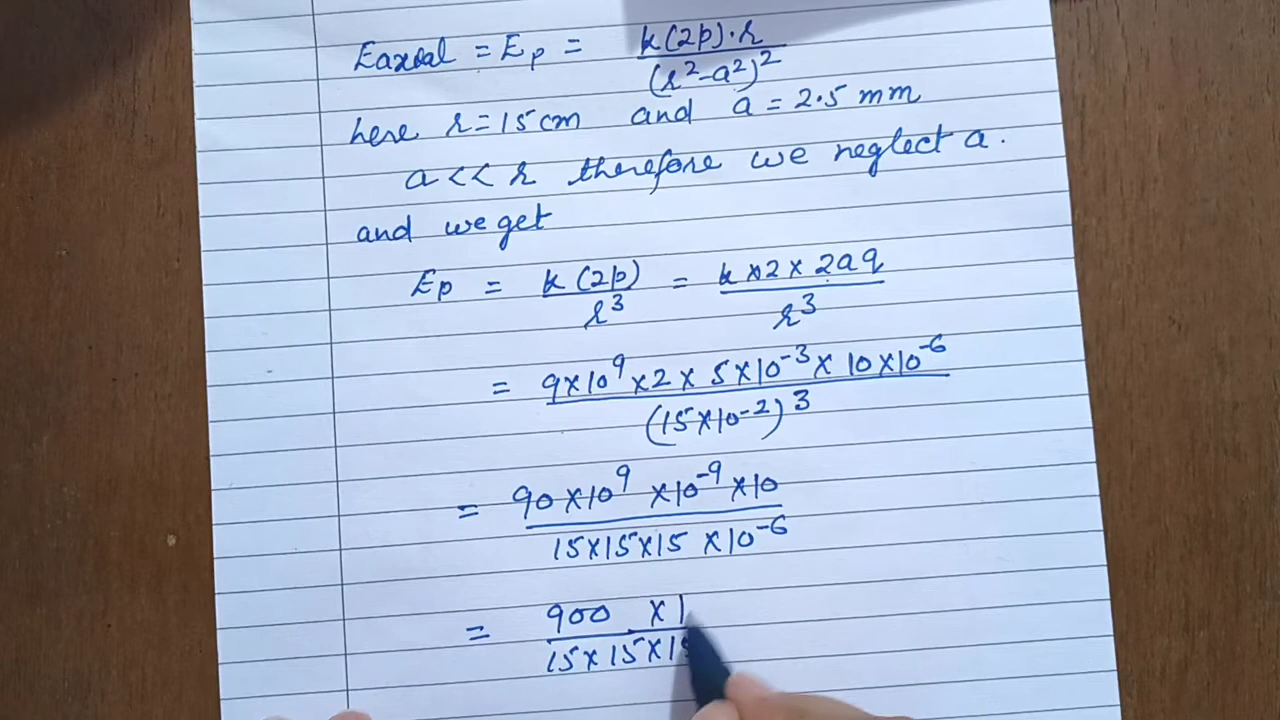 Eaxial = Ep = k(2p)·r / (r²-a²)²
here r = 15 cm and a = 2.5 mm
a << r therefore we neglect a.
and we get
Ep = k(2p) / r³ = k×2×2aq / r³
= 9×10⁹×2×5×10⁻³×10×10⁻⁶ / (15×10⁻²)³
= 90×10⁹×10⁻⁹×10 / 15×15×15×10⁻⁶
= 900 ×1 / 15×15×15